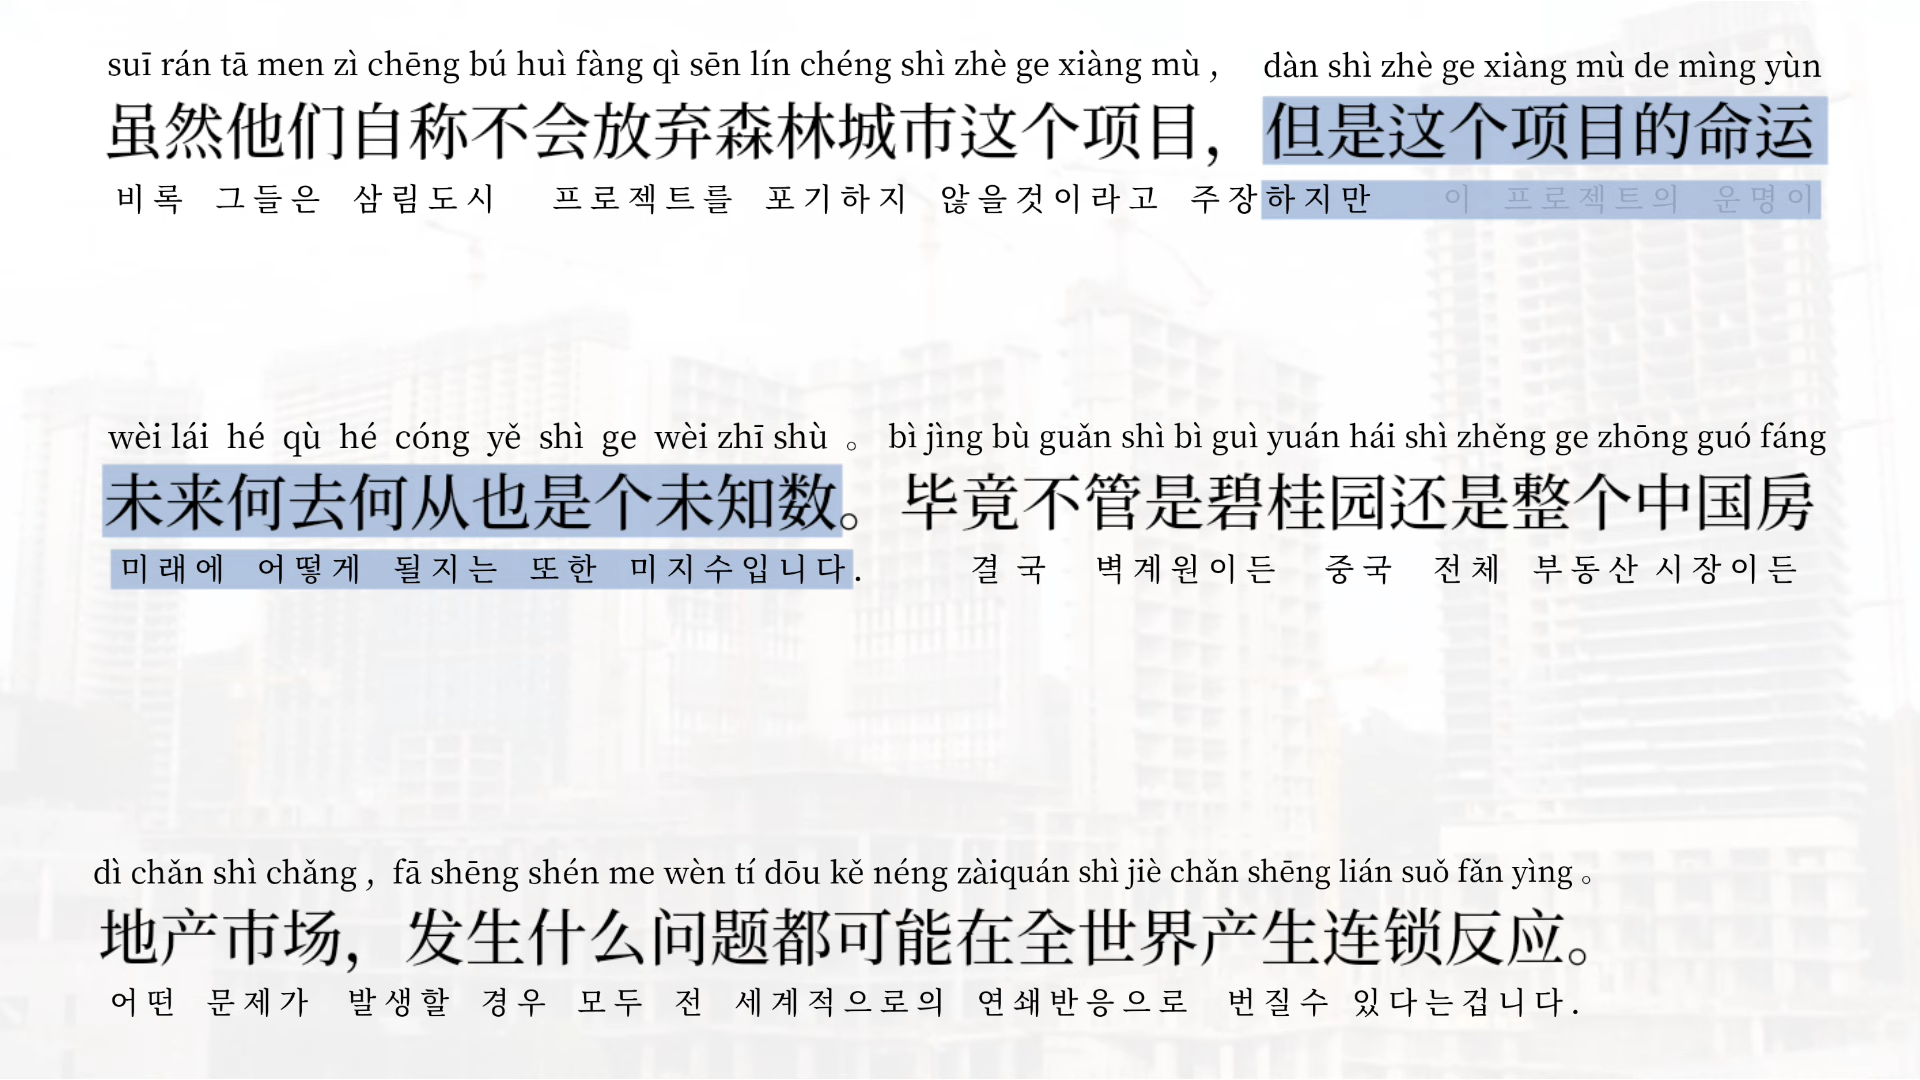 suī rán tā men zì chēng bú huì fàng qì sēn lín chéng shì zhè ge xiàng mù , dàn shì zhè ge xiàng mù de mìng yùn
虽然他们自称不会放弃森林城市这个项目，但是这个项目的命运
비록 그들은 삼림도시 프로젝트를 포기하지 않을것이라고 주장하지만 이 프로젝트의 운명이
wèi lái hé qù hé cóng yě shì ge wèi zhī shù 。 bì jìng bù guǎn shì bì guì yuán hái shì zhěng ge zhōng guó fáng
未来何去何从也是个未知数。毕竟不管是碧桂园还是整个中国房
미래에 어떻게 될지는 또한 미지수입니다. 결국 벽계원이든 중국 전체 부동산 시장이든
dì chǎn shì chǎng , fā shēng shén me wèn tí dōu kě néng zàiquán shì jiè chǎn shēng lián suǒ fǎn yìng 。
地产市场，发生什么问题都可能在全世界产生连锁反应。
어떤 문제가 발생할 경우 모두 전 세계적으로의 연쇄반응으로 번질수 있다는겁니다.